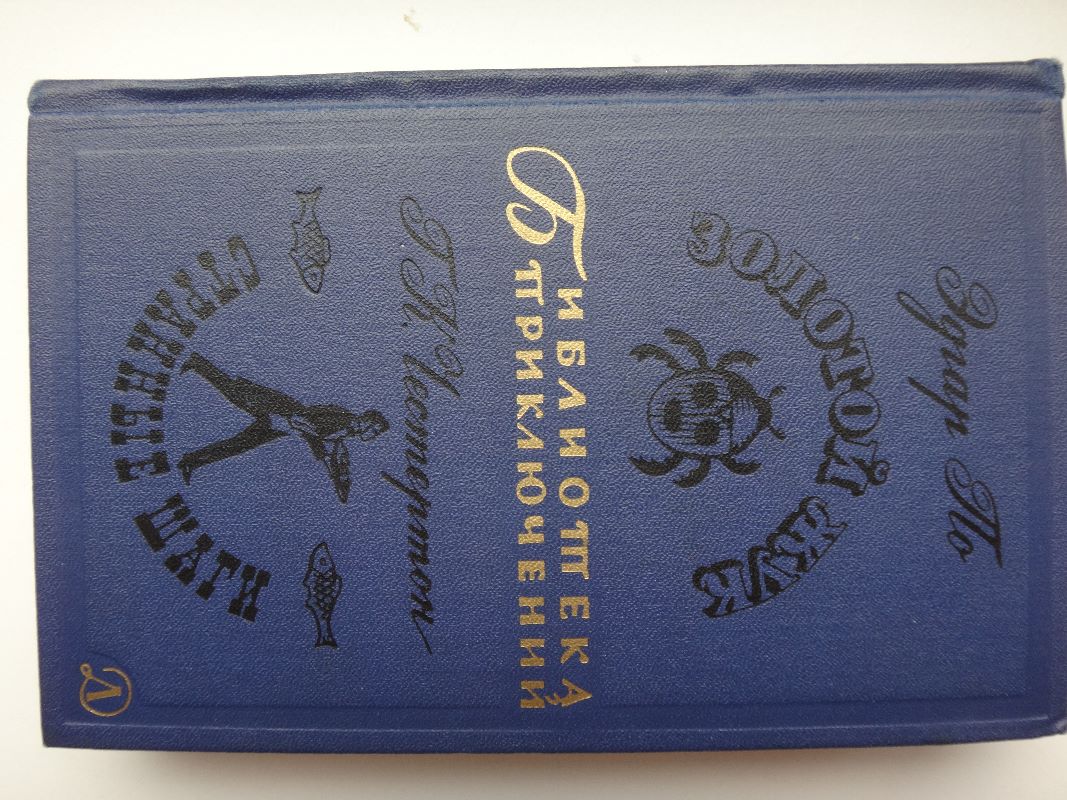 Эдгар По
ЗОЛОТОЙ ЖУК
Библиотека
приключений
Г.К. Честертон
СТРАННЫЕ ШАГИ
Л